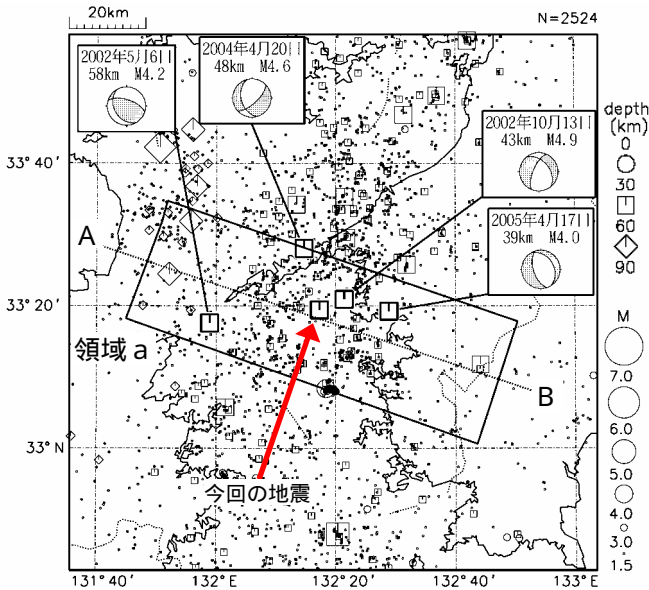 20km
N=2524
2002年5月6日
58km M4.2
2004年4月20日
48km M4.6
2002年10月13日
43km M4.9
2005年4月17日
39km M4.0
depth
(km)
0
30
60
90
M
7.0
6.0
5.0
4.0
3.0
1.5
33°40′
33°20′
33°N
A
B
領域a
今回の地震
131°40′
132°E
132°20′
132°40′
133°E